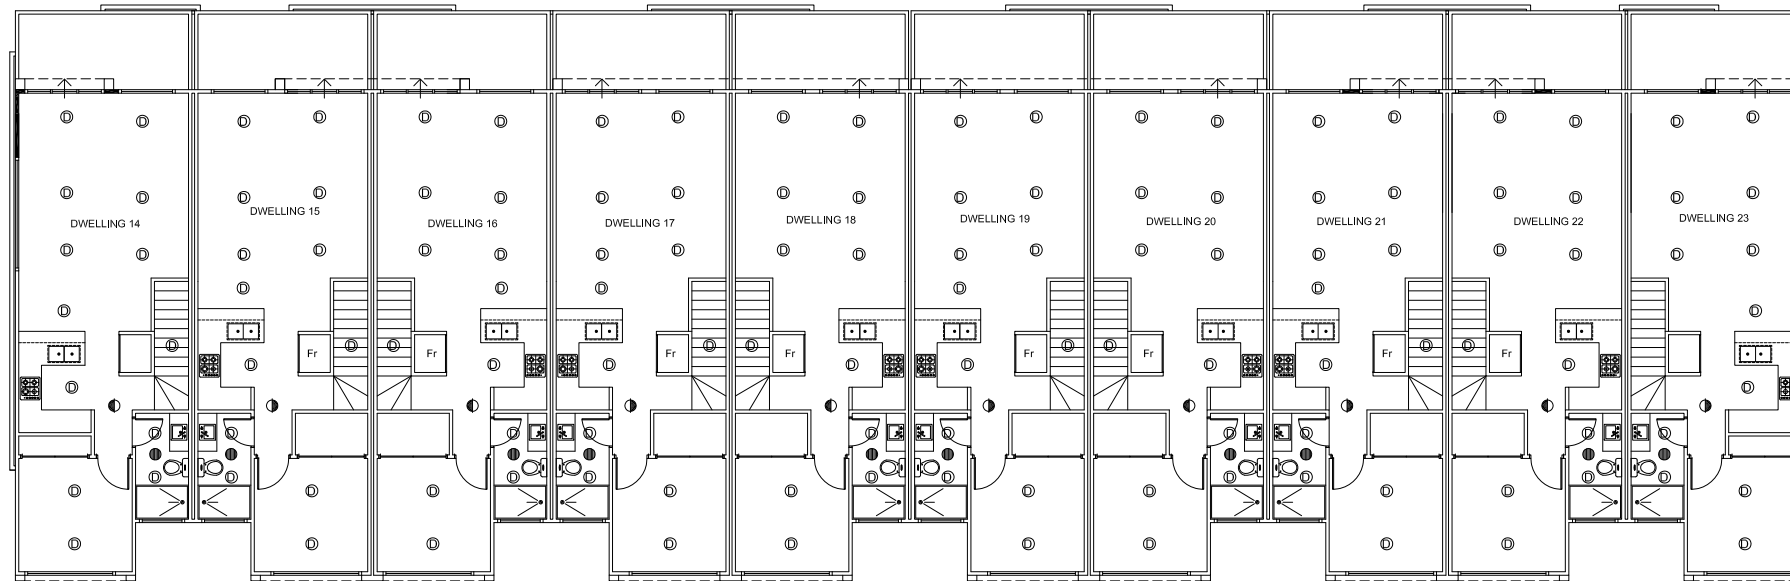 D D D D D D D D D D D D D D D D D D D D
D D D D D D D D D D D D D D D D D D D D
DWELLING 14
DWELLING 15
DWELLING 16
DWELLING 17
DWELLING 18
DWELLING 19
DWELLING 20
DWELLING 21
DWELLING 22
DWELLING 23
D D D D D D D D D D D D D D D D D D D D
D D D D D D D D
D D
D D D D D D D D D
Fr Fr Fr Fr Fr Fr Fr Fr
D D D D D D D D
D D
D D D D D D D D D D
D D D D D D D D D D
D D D D D D D D D D
D D D D D D D D D D